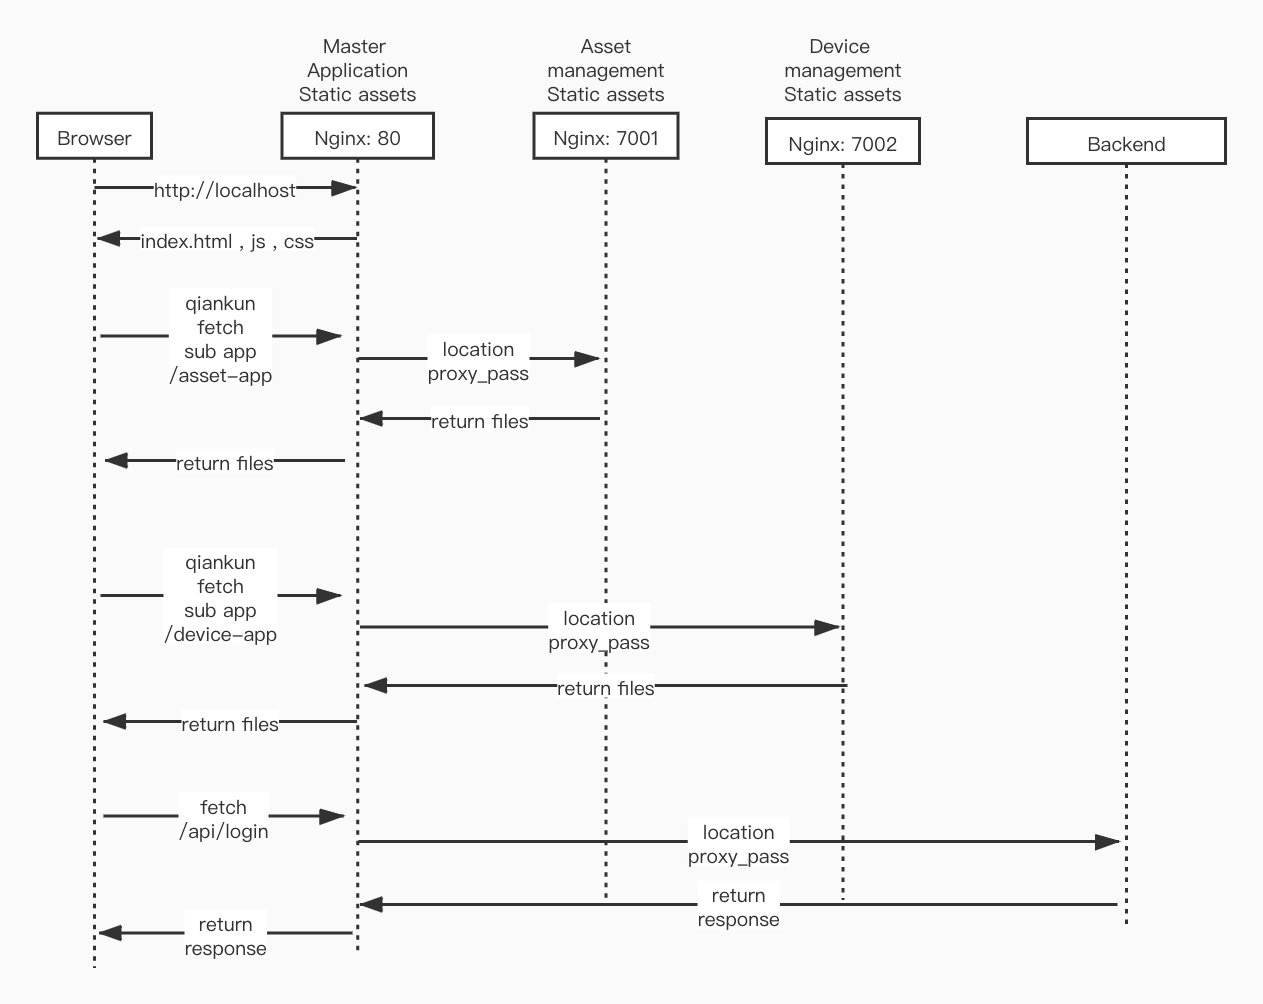 Master
Application
Static assets
Asset
management
Static assets
Device
management
Static assets
Browser
Nginx: 80
Nginx: 7001
Nginx: 7002
Backend
http://localhost
index.html , js , css
qiankun
fetch
sub app
/asset-app
location
proxy_pass
return files
return files
qiankun
fetch
sub app
/device-app
location
proxy_pass
return files
return files
fetch
/api/login
location
proxy_pass
return
response
return
response